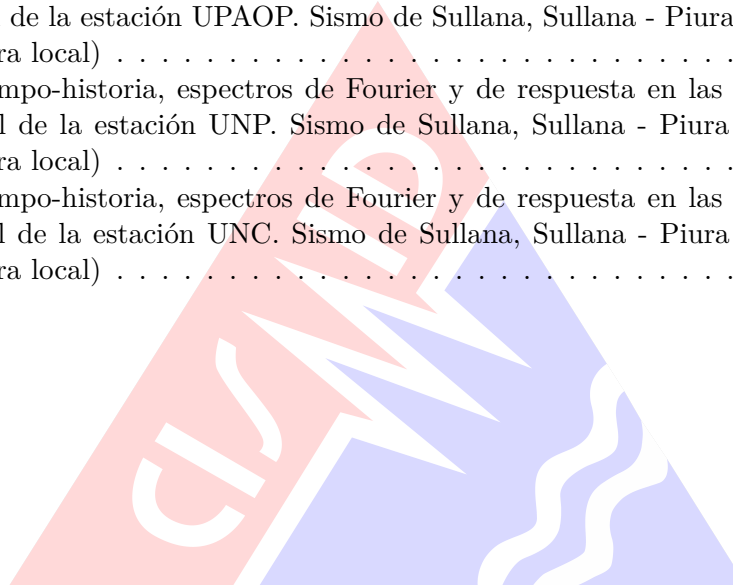 de la estación UPAOP. Sismo de Sullana, Sullana - Piura
ra local) . . . . . . . . . . . . . . . . . . . . . . . . . . . .
mpo-historia, espectros de Fourier y de respuesta en las
l de la estación UNP. Sismo de Sullana, Sullana - Piura
ra local) . . . . . . . . . . . . . . . . . . . . . . . . . . . .
mpo-historia, espectros de Fourier y de respuesta en las
l de la estación UNC. Sismo de Sullana, Sullana - Piura
ra local) . . . . . . . . . . . . . . . . . . . . . . . . . . . .
CISMID